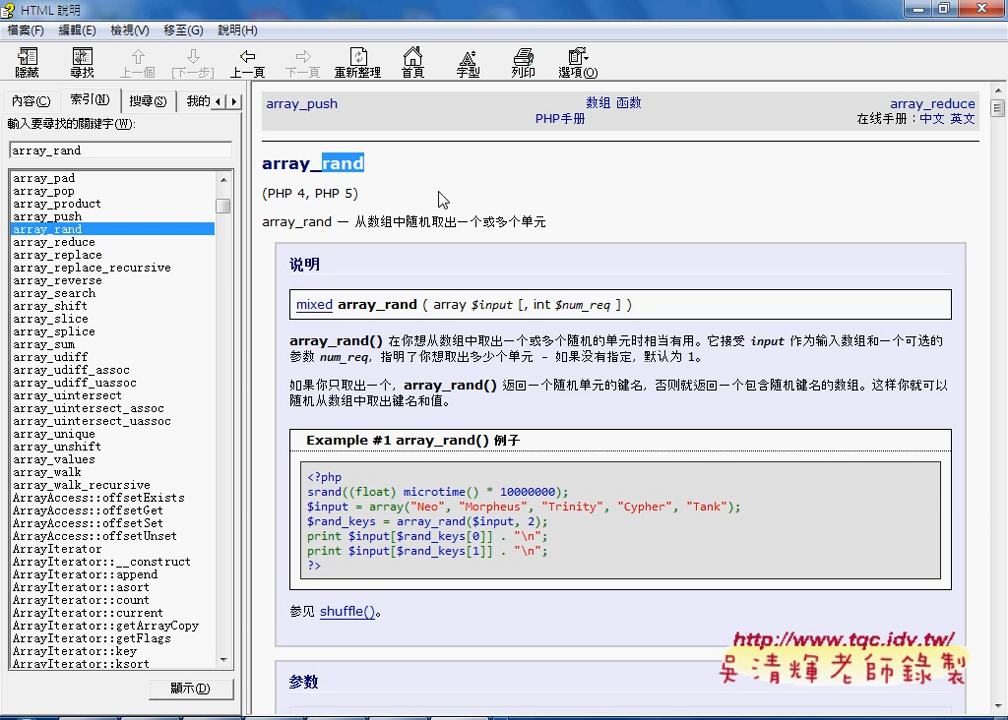 HTML 說明
檔案(F) 編輯(E) 檢視(V) 移至(G) 說明(H)
隱藏 尋找 上一個 [下一步] 上一頁 下一頁 重新整理 首頁 字型 列印 選項(O)
內容(C) 索引(N) 搜尋(S) 我的
輸入要尋找的關鍵字(W):
array_rand
array_pad
array_pop
array_product
array_push
array_rand
array_reduce
array_replace
array_replace_recursive
array_reverse
array_search
array_shift
array_slice
array_splice
array_sum
array_udiff
array_udiff_assoc
array_udiff_uassoc
array_uintersect
array_uintersect_assoc
array_uintersect_uassoc
array_unique
array_unshift
array_values
array_walk
array_walk_recursive
ArrayAccess::offsetExists
ArrayAccess::offsetGet
ArrayAccess::offsetSet
ArrayAccess::offsetUnset
ArrayIterator
ArrayIterator::__construct
ArrayIterator::append
ArrayIterator::asort
ArrayIterator::count
ArrayIterator::current
ArrayIterator::getArrayCopy
ArrayIterator::getFlags
ArrayIterator::key
ArrayIterator::ksort
顯示(D)
array_push 数组 函数 array_reduce
PHP手册 在线手册：中文 英文
array_rand
(PHP 4, PHP 5)
array_rand — 从数组中随机取出一个或多个单元
说明
mixed array_rand ( array $input [, int $num_req ] )
array_rand() 在你想从数组中取出一个或多个随机的单元时相当有用。它接受 input 作为输入数组和一个可选的
参数 num_req，指明了你想取出多少个单元 - 如果没有指定，默认为 1。
如果你只取出一个，array_rand() 返回一个随机单元的键名，否则就返回一个包含随机键名的数组。这样你就可以
随机从数组中取出键名和值。
Example #1 array_rand() 例子
<?php
srand((float) microtime() * 10000000);
$input = array("Neo", "Morpheus", "Trinity", "Cypher", "Tank");
$rand_keys = array_rand($input, 2);
print $input[$rand_keys[0]] . "\n";
print $input[$rand_keys[1]] . "\n";
?>
参见 shuffle()。
参数
http://www.tqc.idv.tw/
吳清輝老師錄製